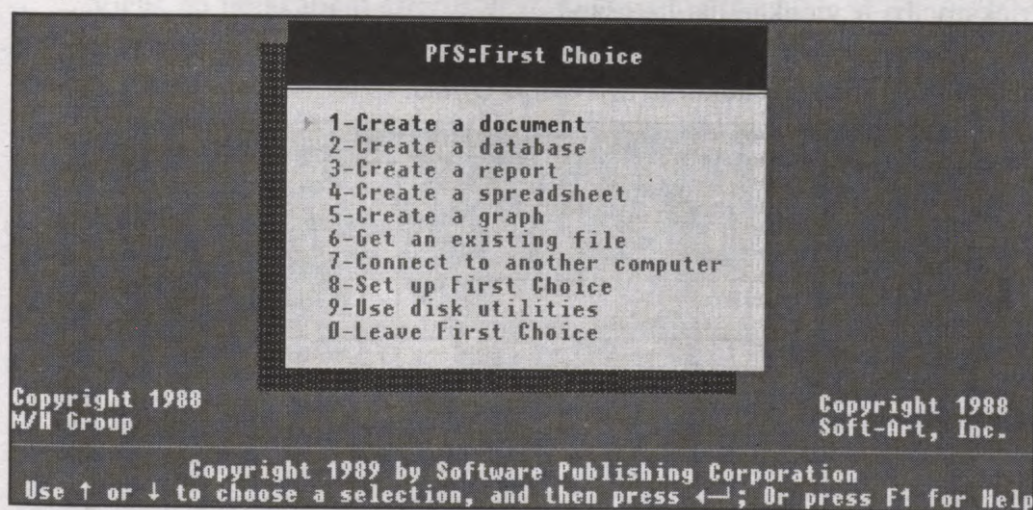 PFS:First Choice
1-Create a document
2-Create a database
3-Create a report
4-Create a spreadsheet
5-Create a graph
6-Get an existing file
7-Connect to another computer
8-Set up First Choice
9-Use disk utilities
0-Leave First Choice
Copyright 1988
M/H Group
Copyright 1988
Soft-Art, Inc.
Copyright 1989 by Software Publishing Corporation
Use ↑ or ↓ to choose a selection, and then press ◄─┘; Or press F1 for Help